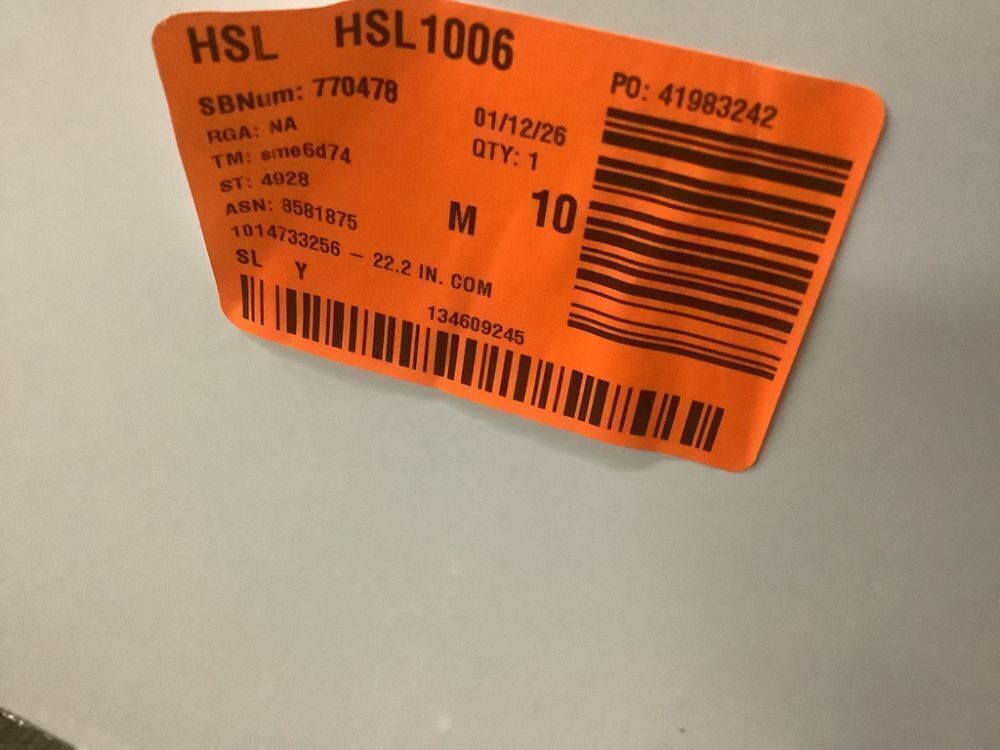 HSL HSL1006
SBNum: 770478
RGA: NA
TM: sme6d74
ST: 4928
ASN: 8581875
1014733256 – 22.2 IN. COM
SL Y
01/12/26
QTY: 1
M 10
PO: 41983242
134609245